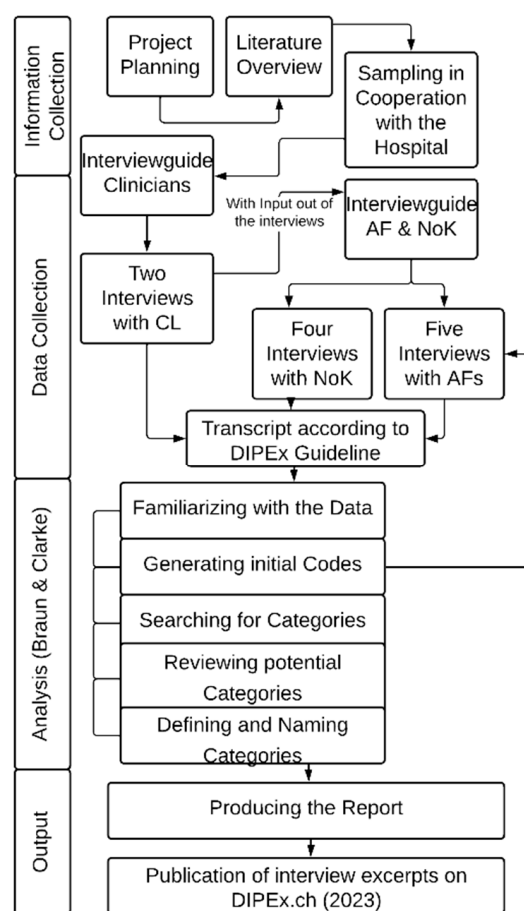 Information
Collection
Project
Planning
Literature
Overview
Sampling in
Cooperation
with the
Hospital
Data Collection
Interviewguide
Clinicians
With Input out of
the interviews
Interviewguide
AF & NoK
Two
Interviews
with CL
Four
Interviews
with NoK
Five
Interviews
with AFs
Transcript according to
DIPEx Guideline
Analysis (Braun & Clarke)
Familiarizing with the Data
Generating initial Codes
Searching for Categories
Reviewing potential
Categories
Defining and Naming
Categories
Output
Producing the Report
Publication of interview excerpts on
DIPEx.ch (2023)